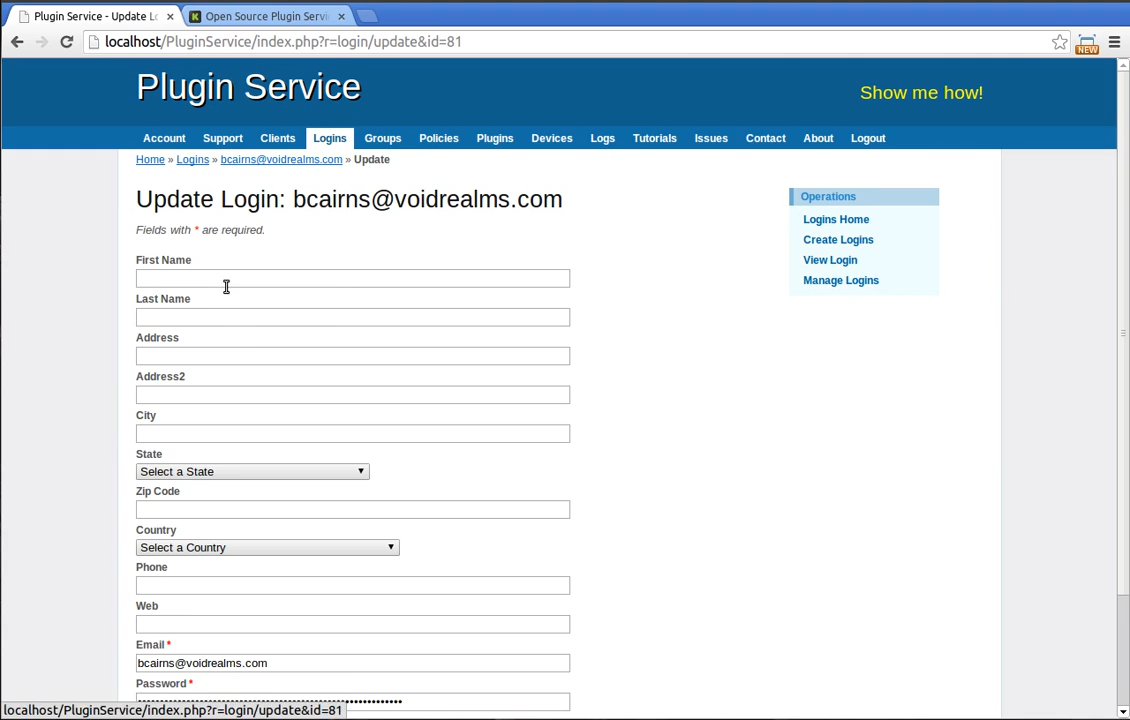 Plugin Service - Update Lo
Open Source Plugin Servi
localhost/PluginService/index.php?r=login/update&id=81
NEW
Plugin Service
Show me how!
Account Support Clients Logins Groups Policies Plugins Devices Logs Tutorials Issues Contact About Logout
Home » Logins » bcairns@voidrealms.com » Update
Update Login: bcairns@voidrealms.com
Fields with * are required.
Operations
Logins Home
Create Logins
View Login
Manage Logins
First Name
Last Name
Address
Address2
City
State
Select a State
Zip Code
Country
Select a Country
Phone
Web
Email *
bcairns@voidrealms.com
Password *
localhost/PluginService/index.php?r=login/update&id=81